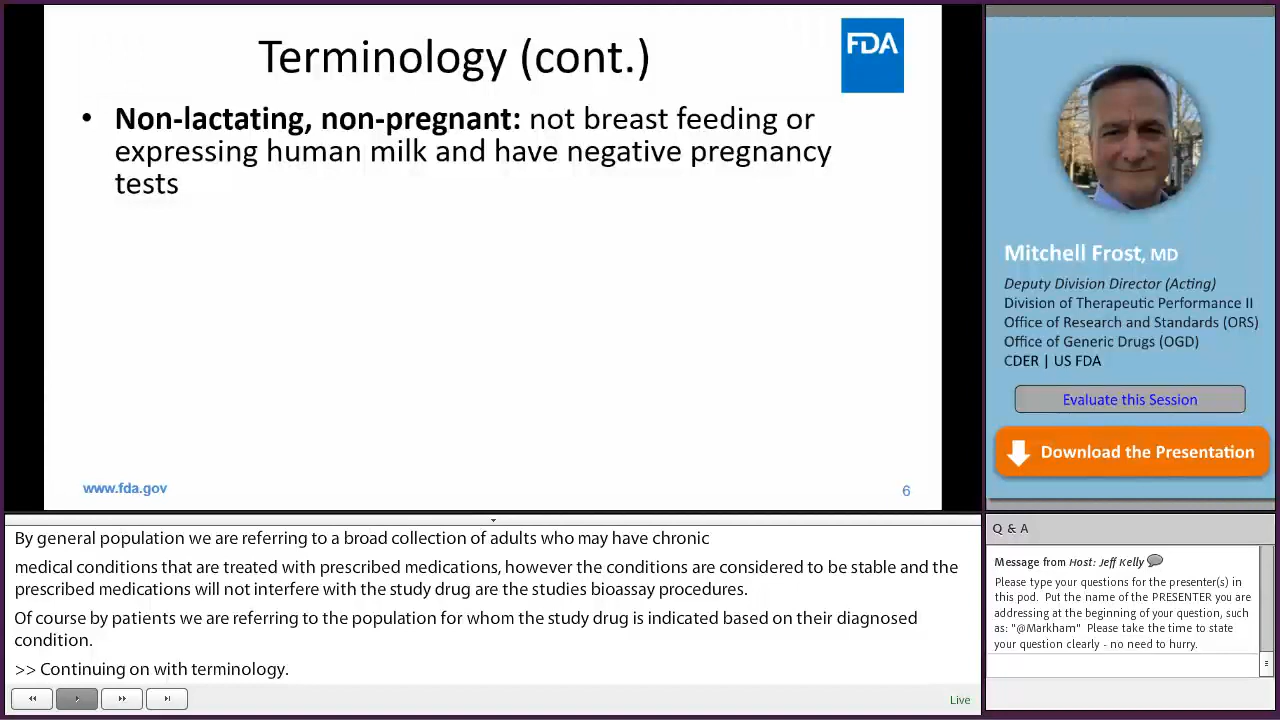 Terminology (cont.)
FDA
• Non-lactating, non-pregnant: not breast feeding or
expressing human milk and have negative pregnancy
tests
www.fda.gov
6
Mitchell Frost, MD
Deputy Division Director (Acting)
Division of Therapeutic Performance II
Office of Research and Standards (ORS)
Office of Generic Drugs (OGD)
CDER | US FDA
Evaluate this Session
Download the Presentation
By general population we are referring to a broad collection of adults who may have chronic
medical conditions that are treated with prescribed medications, however the conditions are considered to be stable and the
prescribed medications will not interfere with the study drug are the studies bioassay procedures.
Of course by patients we are referring to the population for whom the study drug is indicated based on their diagnosed
condition.
>> Continuing on with terminology.
Live
Q & A
Message from Host: Jeff Kelly
Please type your questions for the presenter(s) in
this pod. Put the name of the PRESENTER you are
addressing at the beginning of your question, such
as: "@Markham" Please take the time to state
your question clearly - no need to hurry.